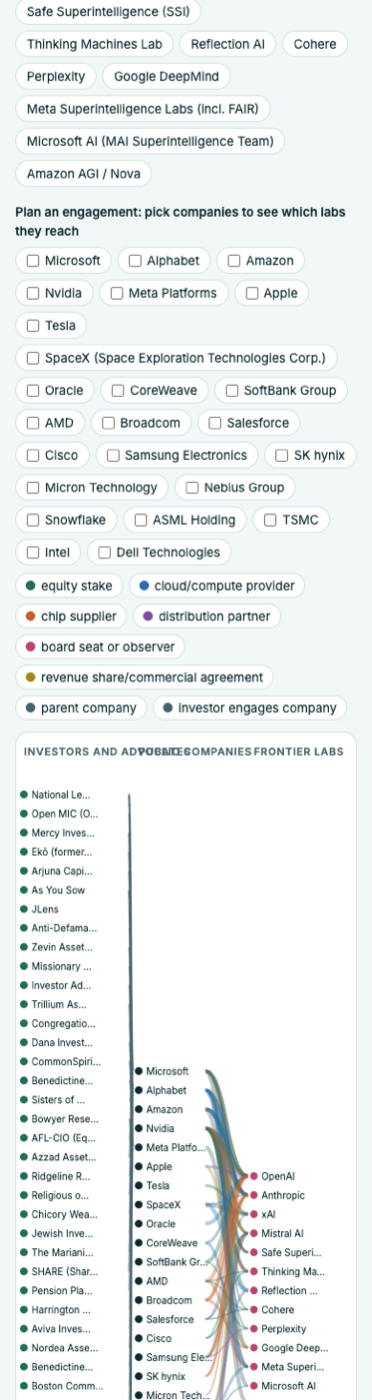 Safe Superintelligence (SSI)
Thinking Machines Lab Reflection AI Cohere
Perplexity Google DeepMind
Meta Superintelligence Labs (incl. FAIR)
Microsoft AI (MAI Superintelligence Team)
Amazon AGI / Nova
Plan an engagement: pick companies to see which labs
they reach
Microsoft Alphabet Amazon
Nvidia Meta Platforms Apple
Tesla
SpaceX (Space Exploration Technologies Corp.)
Oracle CoreWeave SoftBank Group
AMD Broadcom Salesforce
Cisco Samsung Electronics SK hynix
Micron Technology Nebius Group
Snowflake ASML Holding TSMC
Intel Dell Technologies
equity stake cloud/compute provider
chip supplier distribution partner
board seat or observer
revenue share/commercial agreement
parent company investor engages company
INVESTORS AND ADVOCATES PUBLIC COMPANIES FRONTIER LABS
National Le...
Open MIC (O...
Mercy Inves...
Ekō (former...
Arjuna Capi...
As You Sow
JLens
Anti-Defama...
Zevin Asset...
Missionary ...
Investor Ad...
Trillium As...
Congregatio...
Dana Invest...
CommonSpiri...
Benedictine...
Sisters of ...
Bowyer Rese...
AFL-CIO (Eq...
Azzad Asset...
Ridgeline R...
Religious o...
Chicory Wea...
Jewish Inve...
The Mariani...
SHARE (Shar...
Pension Pla...
Harrington ...
Aviva Inves...
Nordea Asse...
Benedictine...
Boston Comm...
Microsoft
Alphabet
Amazon
Nvidia
Meta Platfo...
Apple
Tesla
SpaceX
Oracle
CoreWeave
SoftBank Gr...
AMD
Broadcom
Salesforce
Cisco
Samsung Ele...
SK hynix
Micron Tech...
OpenAI
Anthropic
xAI
Mistral AI
Safe Superi...
Thinking Ma...
Reflection ...
Cohere
Perplexity
Google Deep...
Meta Superi...
Microsoft AI